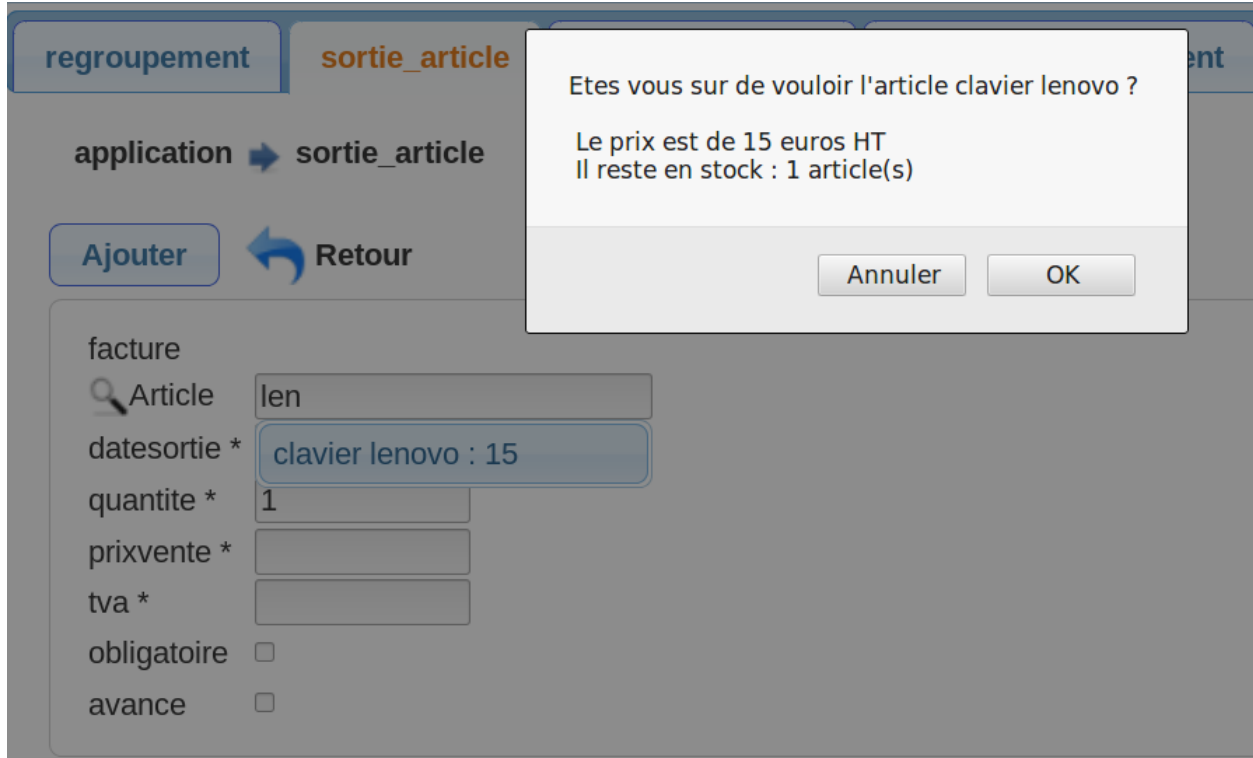 regroupement
sortie_article
ent
Etes vous sur de vouloir l'article clavier lenovo ?
Le prix est de 15 euros HT
Il reste en stock : 1 article(s)
Annuler
OK
application
sortie_article
Ajouter
Retour
facture
Article
len
datesortie *
clavier lenovo : 15
quantite *
1
prixvente *
tva *
obligatoire
avance